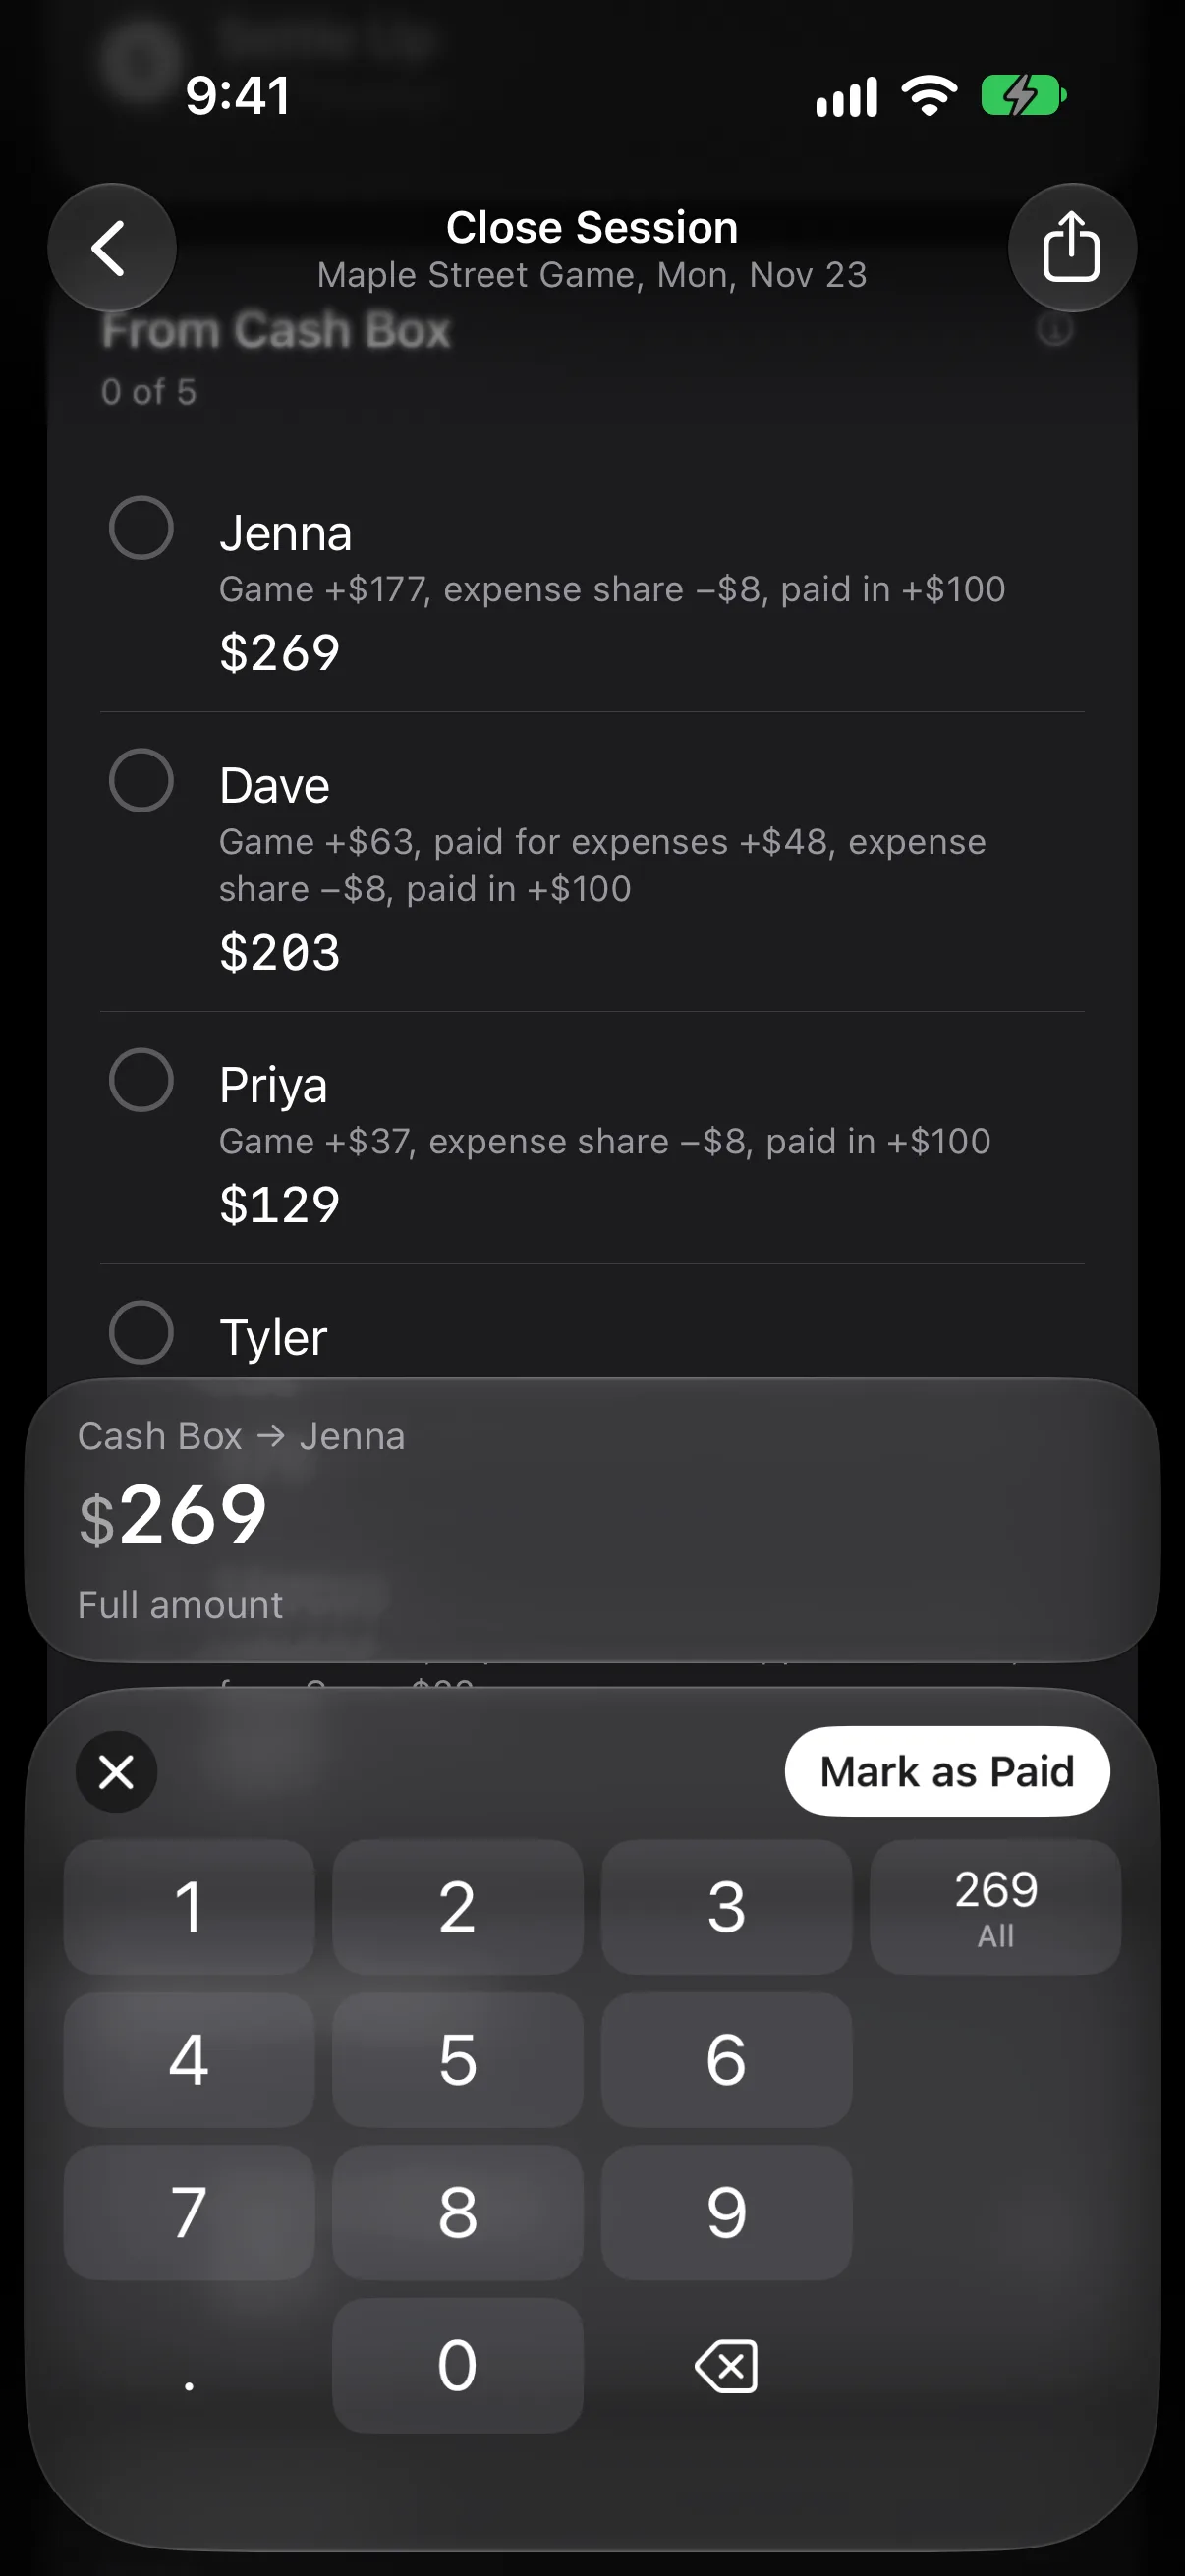 Settle Up
9:41
Close Session
Maple Street Game, Mon, Nov 23
From Cash Box
0 of 5
Jenna
Game +$177, expense share –$8, paid in +$100
$269
Dave
Game +$63, paid for expenses +$48, expense
share –$8, paid in +$100
$203
Priya
Game +$37, expense share –$8, paid in +$100
$129
Tyler
Cash Box → Jenna
$269
Full amount
Mark as Paid
1 2 3 269
All
4 5 6
7 8 9
. 0